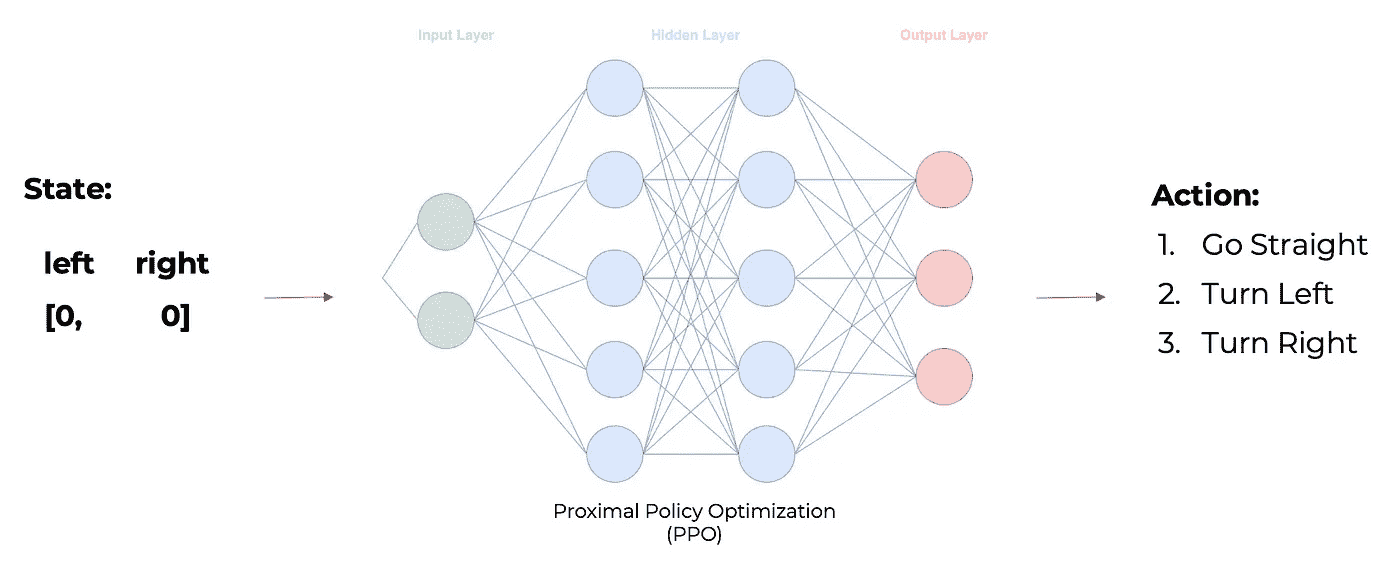 Input Layer
Hidden Layer
Output Layer
State:
left right
[0, 0]
Action:
1. Go Straight
2. Turn Left
3. Turn Right
Proximal Policy Optimization
(PPO)